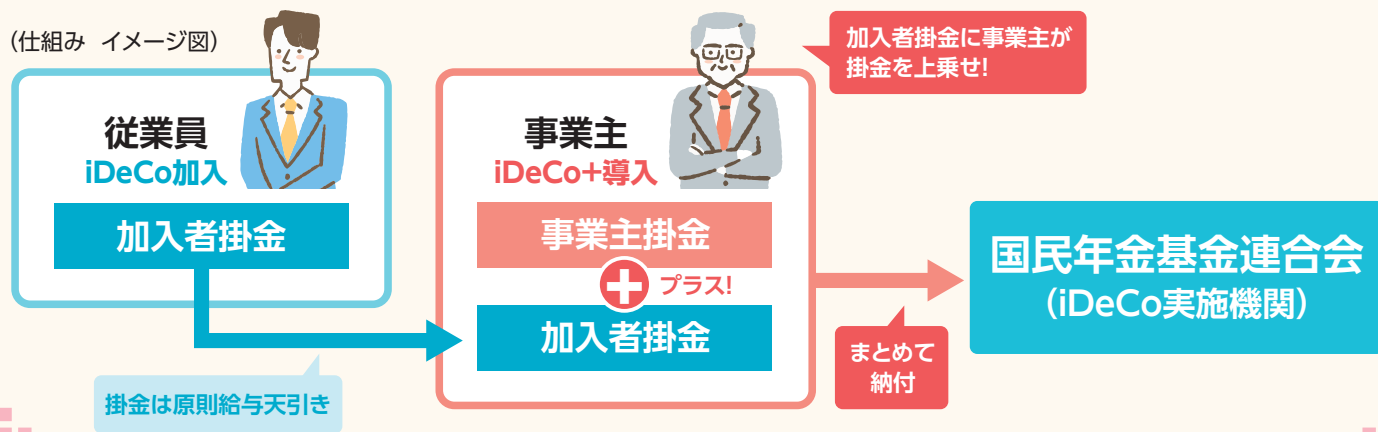 (仕組み イメージ図)
従業員
iDeCo加入
加入者掛金
掛金は原則給与天引き
事業主
iDeCo+導入
事業主掛金
プラス!
加入者掛金
加入者掛金に事業主が
掛金を上乗せ!
まとめて
納付
国民年金基金連合会
(iDeCo実施機関)